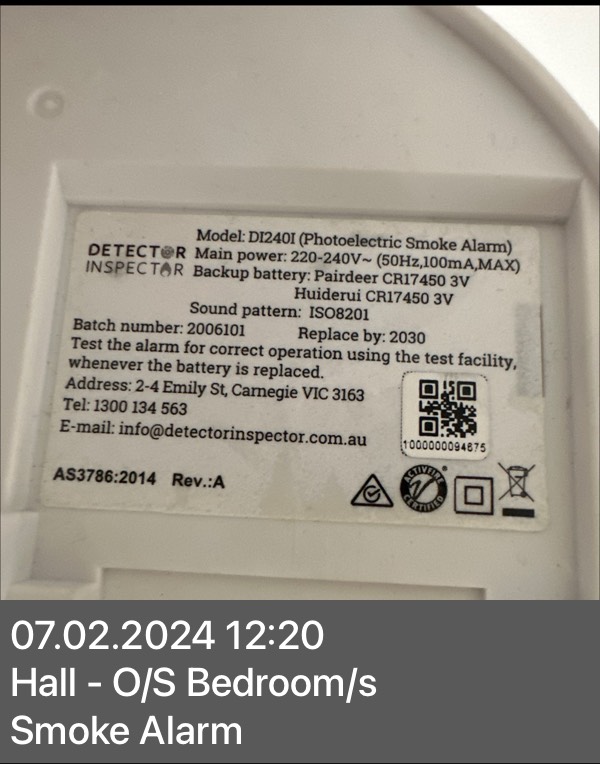 Model: DI240I (Photoelectric Smoke Alarm)
DETECTOR
INSPECTOR
Main power: 220-240V~ (50Hz,100mA,MAX)
Backup battery: Pairdeer CR17450 3V
Huiderui CR17450 3V
Sound pattern: ISO8201
Batch number: 2006101 Replace by: 2030
Test the alarm for correct operation using the test facility,
whenever the battery is replaced.
Address: 2-4 Emily St, Carnegie VIC 3163
Tel: 1300 134 563
E-mail: info@detectorinspector.com.au
1000000094675
AS3786:2014 Rev.:A
ACTIVFIRE
CERTIFIED
07.02.2024 12:20
Hall - O/S Bedroom/s
Smoke Alarm